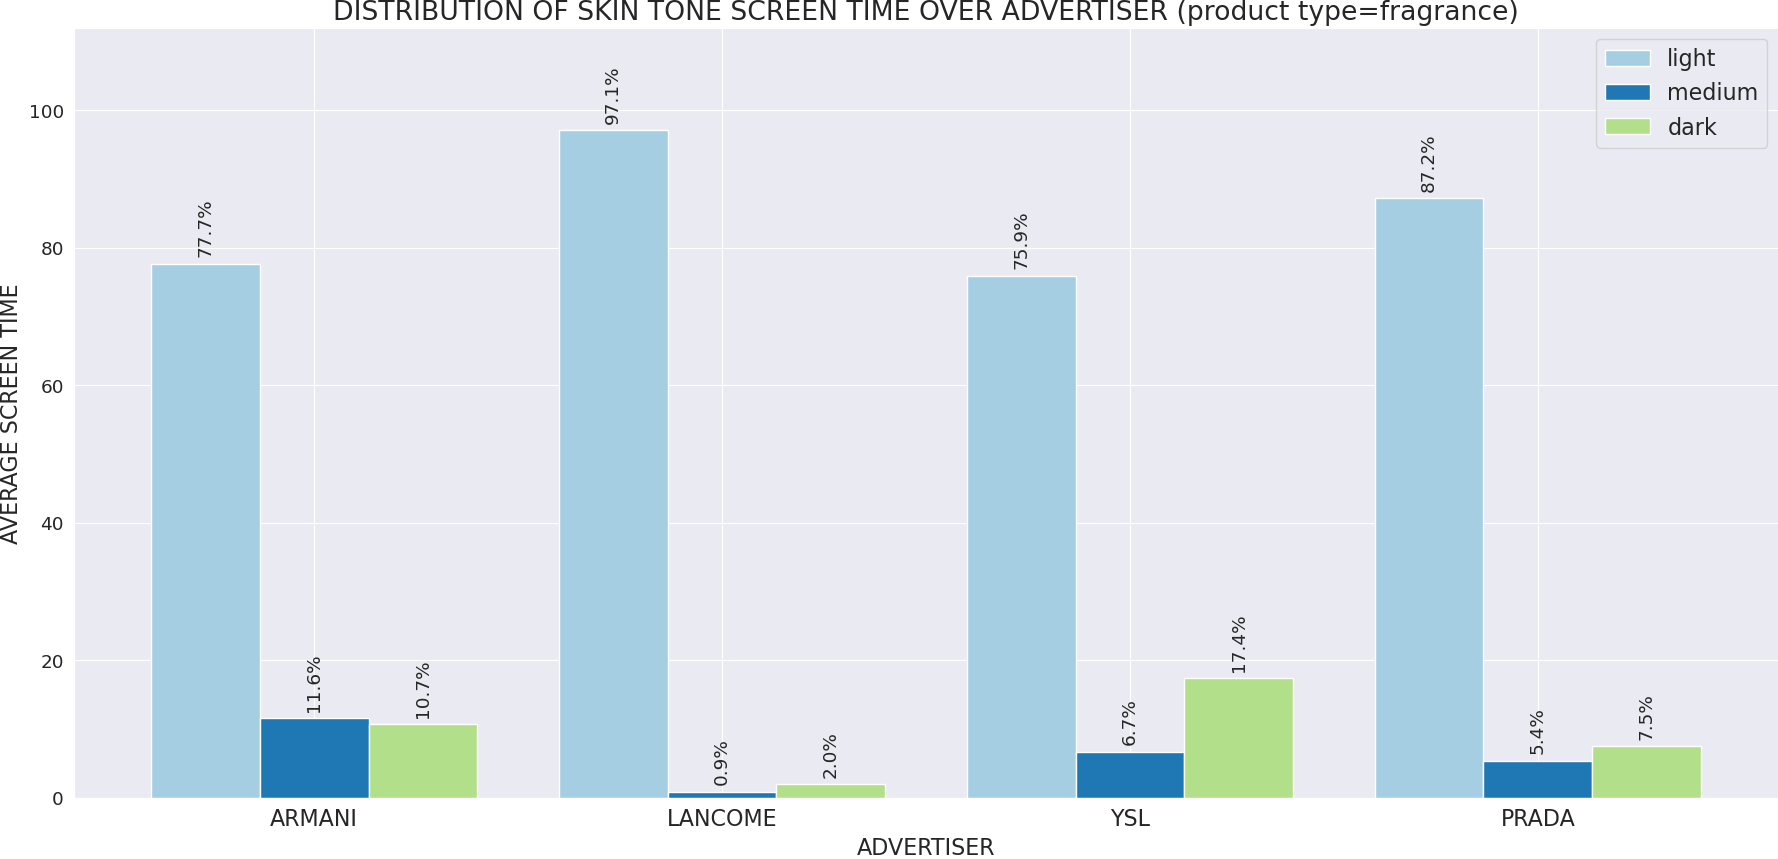 DISTRIBUTION OF SKIN TONE SCREEN TIME OVER ADVERTISER (product type=fragrance)
light
medium
dark
AVERAGE SCREEN TIME
100
80
60
40
20
0
77.7%
11.6%
10.7%
97.1%
0.9%
2.0%
75.9%
6.7%
17.4%
87.2%
5.4%
7.5%
ARMANI
LANCOME
YSL
PRADA
ADVERTISER